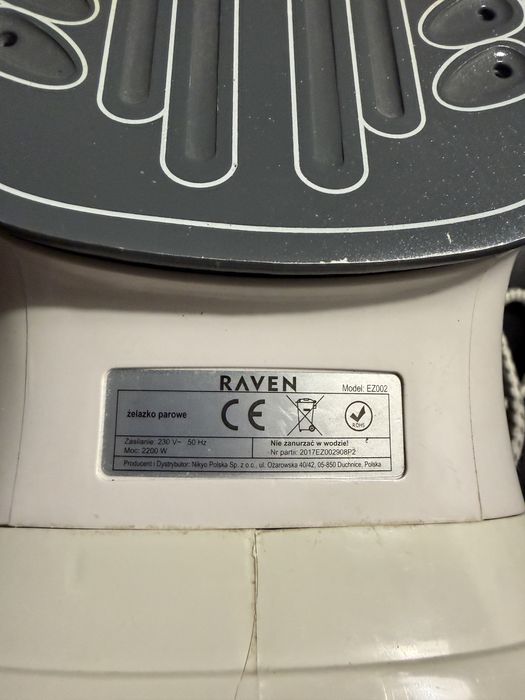 RAVEN
Model: EZ002
żelazko parowe
CE
ROHS
Zasilanie: 230 V~ 50 Hz
Moc: 2200 W
Nie zanurzać w wodzie!
Nr partii: 2017EZ002908P2
Producent i Dystrybutor: Nikyo Polska Sp. z o.o., ul. Ożarowska 40/42, 05-850 Duchnice, Polska